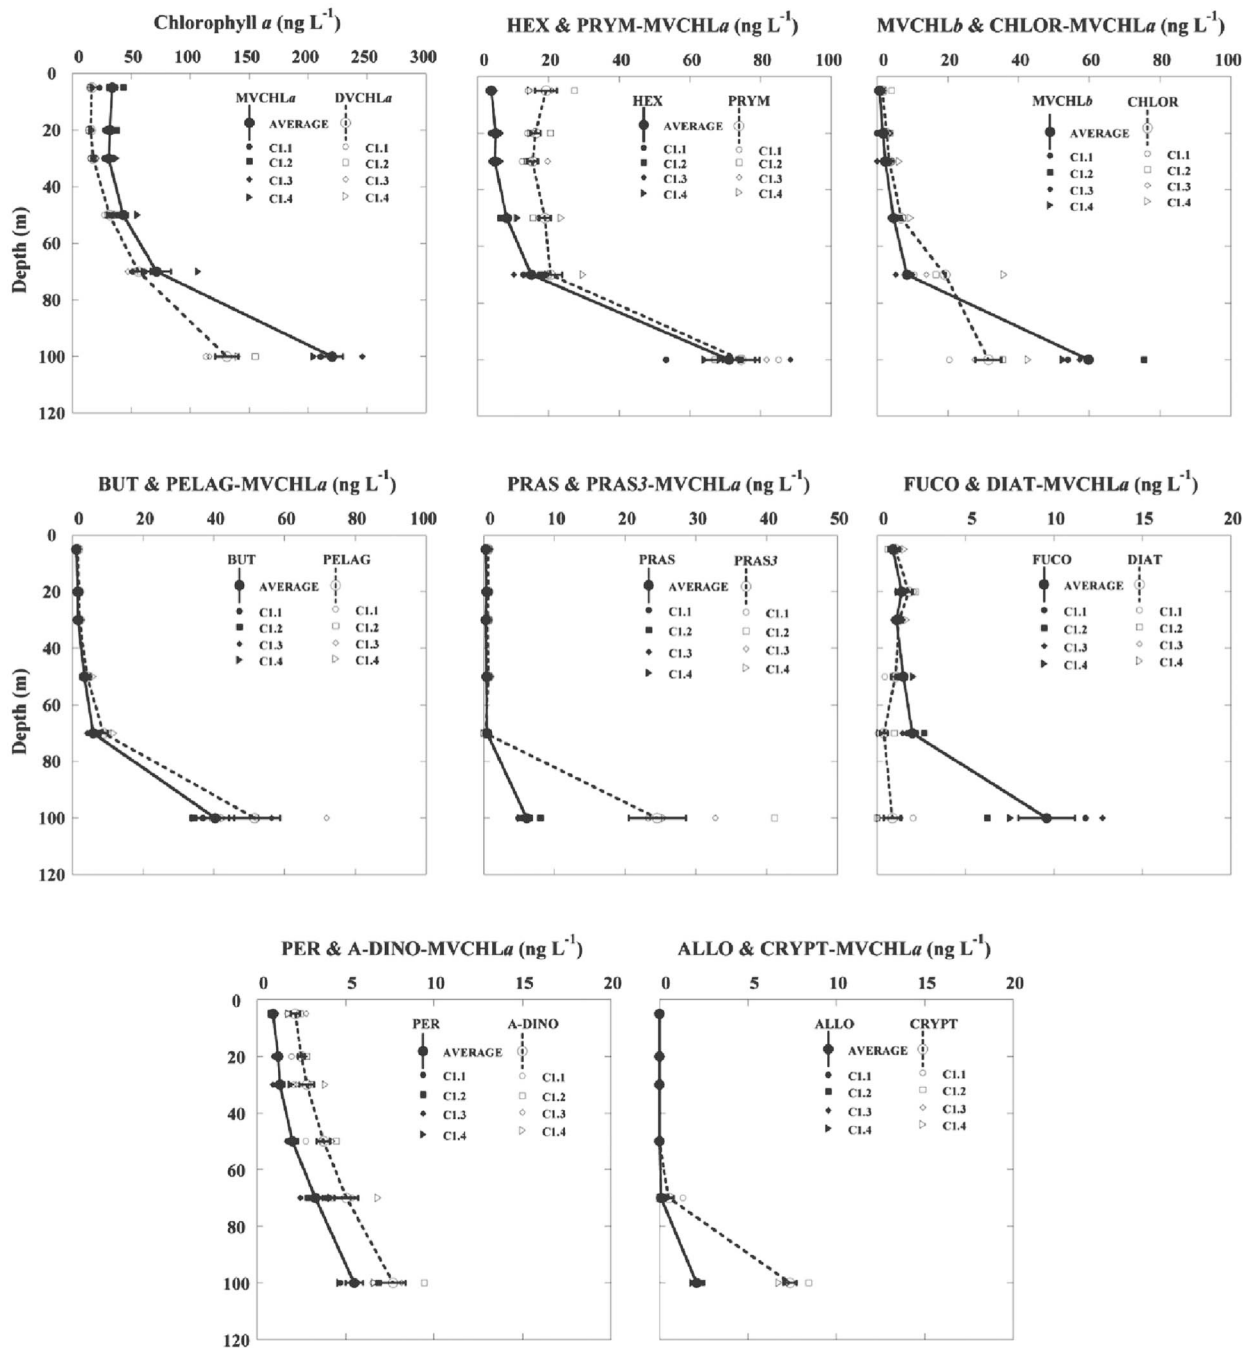 Chlorophyll a (ng L-1)
0 50 100 150 200 250 300
0
20
40
60
80
100
120
Depth (m)
MVCHLa DVCHLa
AVERAGE
C1.1 C1.1
C1.2 C1.2
C1.3 C1.3
C1.4 C1.4
HEX & PRYM-MVCHLa (ng L-1)
0 20 40 60 80 100
HEX PRYM
AVERAGE
C1.1 C1.1
C1.2 C1.2
C1.3 C1.3
C1.4 C1.4
MVCHLb & CHLOR-MVCHLa (ng L-1)
0 20 40 60 80 100
MVCHLb CHLOR
AVERAGE
C1.1 C1.1
C1.2 C1.2
C1.3 C1.3
C1.4 C1.4
BUT & PELAG-MVCHLa (ng L-1)
0 20 40 60 80 100
0
20
40
60
80
100
120
Depth (m)
BUT PELAG
AVERAGE
C1.1 C1.1
C1.2 C1.2
C1.3 C1.3
C1.4 C1.4
PRAS & PRAS3-MVCHLa (ng L-1)
0 10 20 30 40 50
PRAS PRAS3
AVERAGE
C1.1 C1.1
C1.2 C1.2
C1.3 C1.3
C1.4 C1.4
FUCO & DIAT-MVCHLa (ng L-1)
0 5 10 15 20
FUCO DIAT
AVERAGE
C1.1 C1.1
C1.2 C1.2
C1.3 C1.3
C1.4 C1.4
PER & A-DINO-MVCHLa (ng L-1)
0 5 10 15 20
0
20
40
60
80
100
120
PER A-DINO
AVERAGE
C1.1 C1.1
C1.2 C1.2
C1.3 C1.3
C1.4 C1.4
ALLO & CRYPT-MVCHLa (ng L-1)
0 5 10 15 20
ALLO CRYPT
AVERAGE
C1.1 C1.1
C1.2 C1.2
C1.3 C1.3
C1.4 C1.4